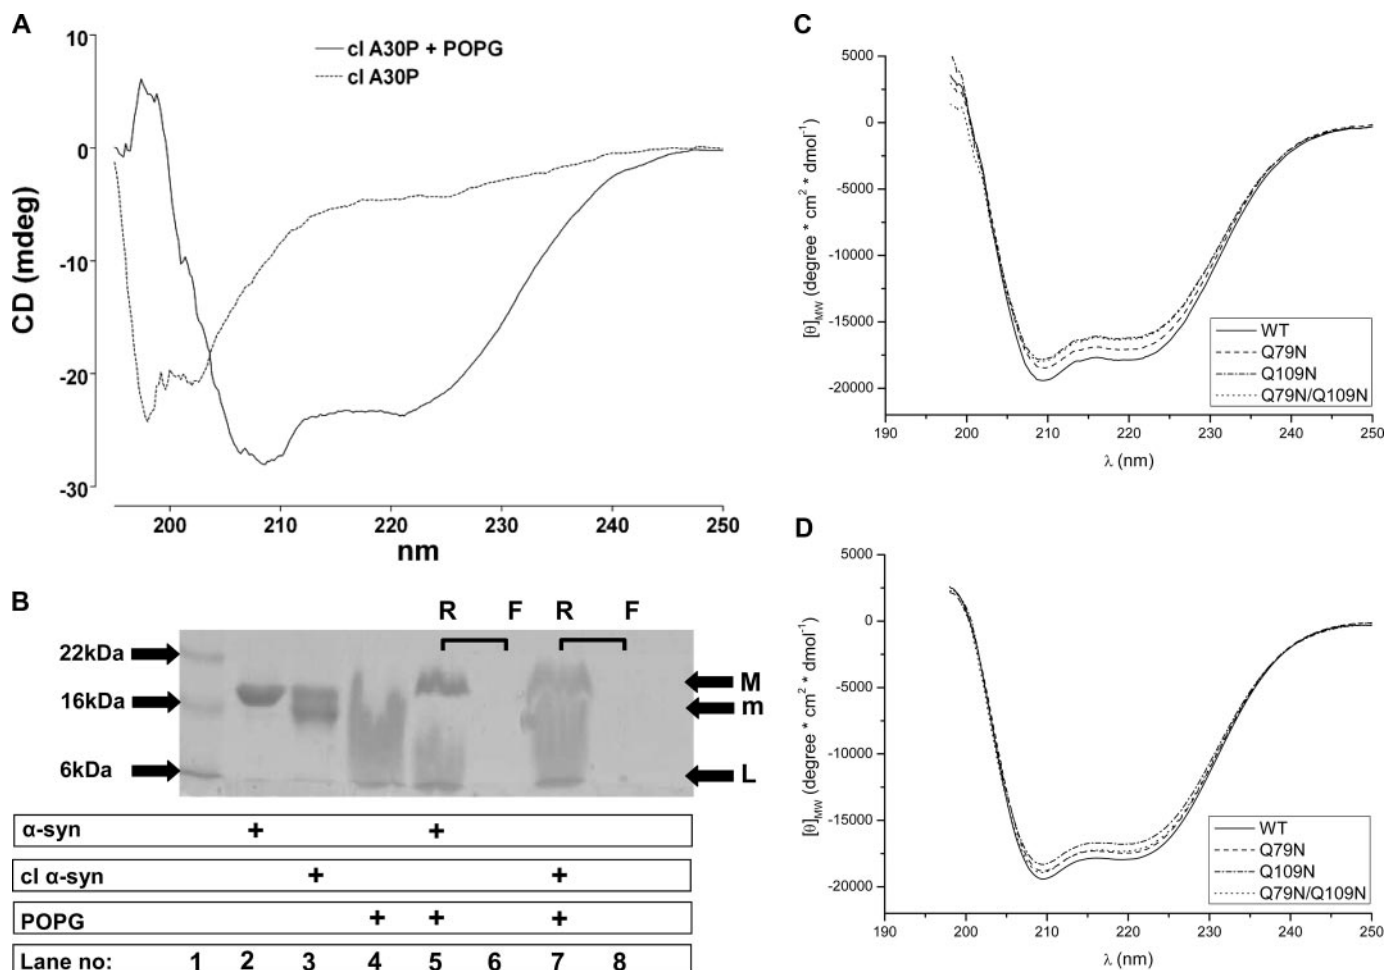 A
10
0
-10
-20
-30
CD (mdeg)
cl A30P + POPG
cl A30P
200 210 220 230 240 250
nm
B
R F R F
22kDa
16kDa
6kDa
M
m
L
α-syn + +
cl α-syn + +
POPG + + +
Lane no: 1 2 3 4 5 6 7 8
C
5000
0
-5000
-10000
-15000
-20000
[θ]MW (degree * cm2 * dmol-1)
WT
Q79N
Q109N
Q79N/Q109N
190 200 210 220 230 240 250
λ (nm)
D
5000
0
-5000
-10000
-15000
-20000
[θ]MW (degree * cm2 * dmol-1)
WT
Q79N
Q109N
Q79N/Q109N
190 200 210 220 230 240 250
λ (nm)